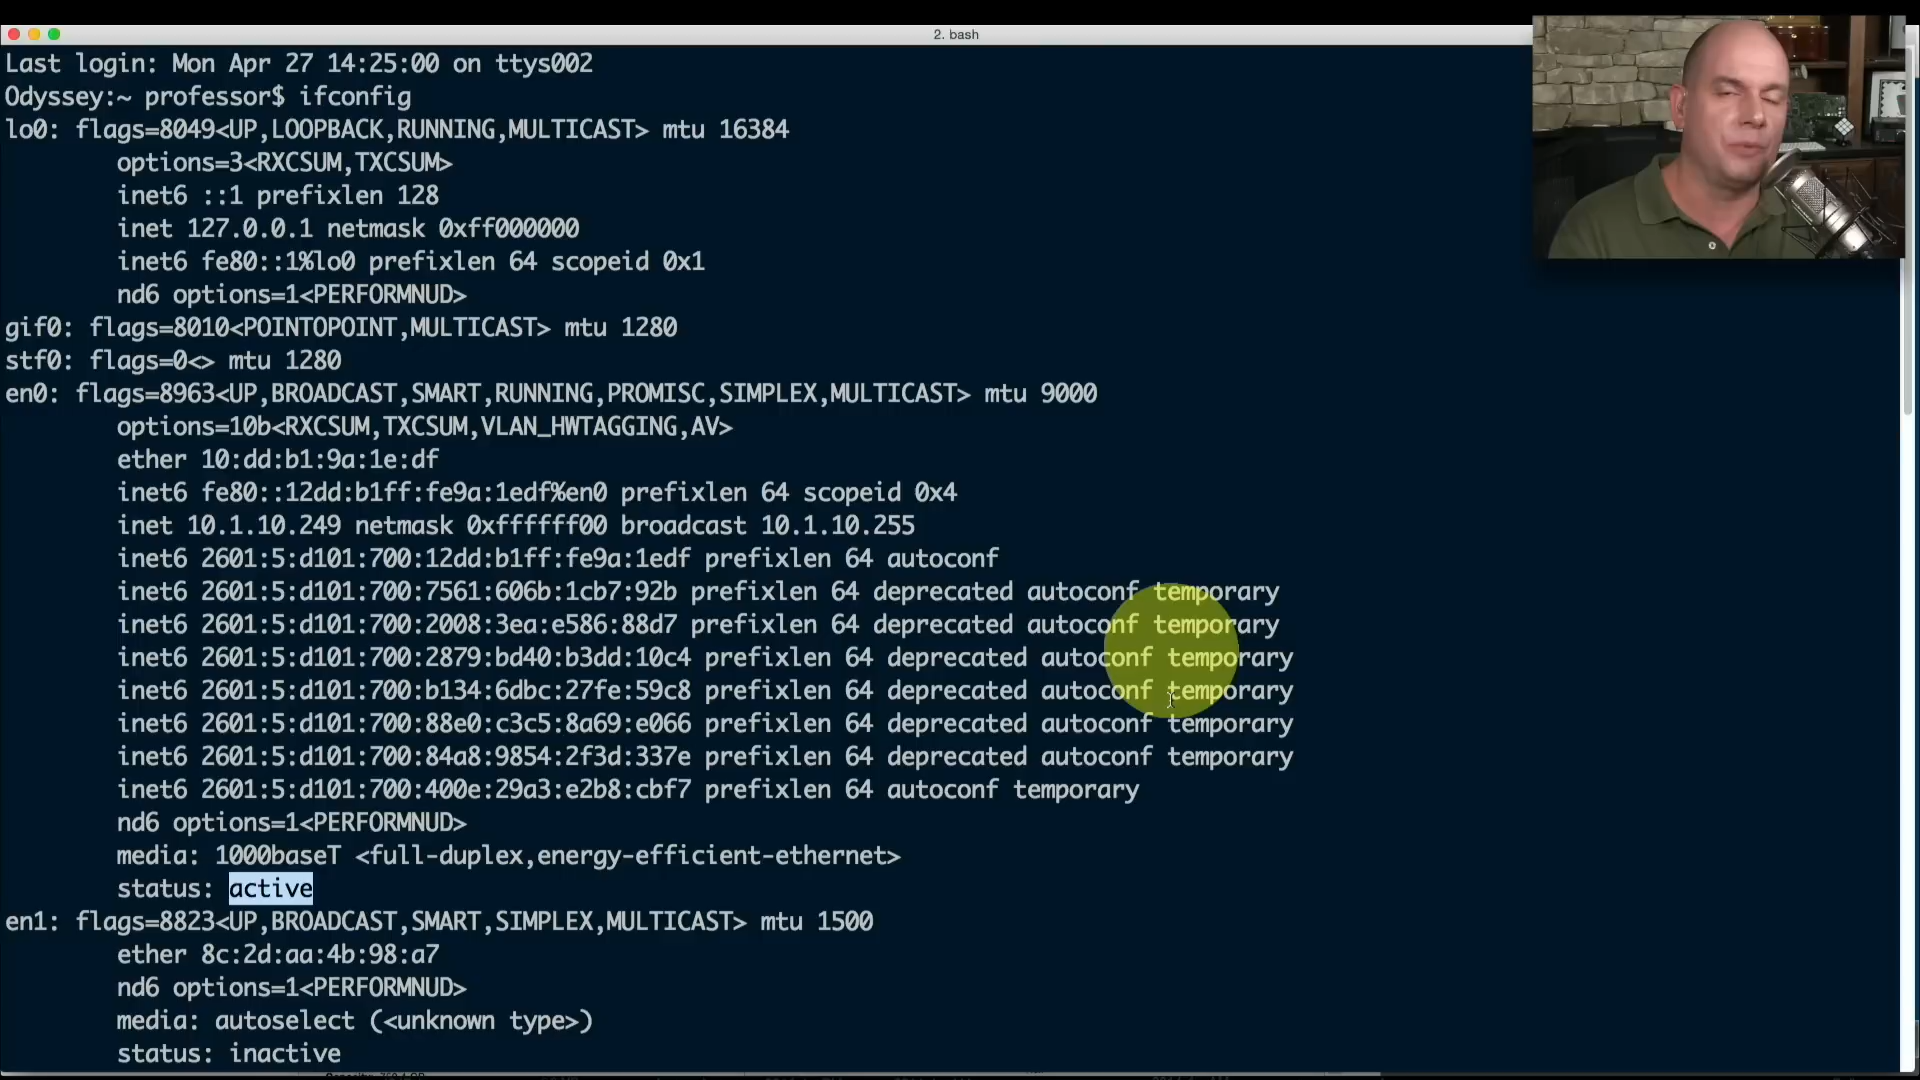 2. bash
Last login: Mon Apr 27 14:25:00 on ttys002
Odyssey:~ professor$ ifconfig
lo0: flags=8049<UP,LOOPBACK,RUNNING,MULTICAST> mtu 16384
options=3<RXCSUM,TXCSUM>
inet6 ::1 prefixlen 128
inet 127.0.0.1 netmask 0xff000000
inet6 fe80::1%lo0 prefixlen 64 scopeid 0x1
nd6 options=1<PERFORMNUD>
gif0: flags=8010<POINTOPOINT,MULTICAST> mtu 1280
stf0: flags=0<> mtu 1280
en0: flags=8963<UP,BROADCAST,SMART,RUNNING,PROMISC,SIMPLEX,MULTICAST> mtu 9000
options=10b<RXCSUM,TXCSUM,VLAN_HWTAGGING,AV>
ether 10:dd:b1:9a:1e:df
inet6 fe80::12dd:b1ff:fe9a:1edf%en0 prefixlen 64 scopeid 0x4
inet 10.1.10.249 netmask 0xffffff00 broadcast 10.1.10.255
inet6 2601:5:d101:700:12dd:b1ff:fe9a:1edf prefixlen 64 autoconf
inet6 2601:5:d101:700:7561:606b:1cb7:92b prefixlen 64 deprecated autoconf temporary
inet6 2601:5:d101:700:2008:3ea:e586:88d7 prefixlen 64 deprecated autoconf temporary
inet6 2601:5:d101:700:2879:bd40:b3dd:10c4 prefixlen 64 deprecated autoconf temporary
inet6 2601:5:d101:700:b134:6dbc:27fe:59c8 prefixlen 64 deprecated autoconf temporary
inet6 2601:5:d101:700:88e0:c3c5:8a69:e066 prefixlen 64 deprecated autoconf temporary
inet6 2601:5:d101:700:84a8:9854:2f3d:337e prefixlen 64 deprecated autoconf temporary
inet6 2601:5:d101:700:400e:29a3:e2b8:cbf7 prefixlen 64 autoconf temporary
nd6 options=1<PERFORMNUD>
media: 1000baseT <full-duplex,energy-efficient-ethernet>
status: active
en1: flags=8823<UP,BROADCAST,SMART,SIMPLEX,MULTICAST> mtu 1500
ether 8c:2d:aa:4b:98:a7
nd6 options=1<PERFORMNUD>
media: autoselect (<unknown type>)
status: inactive